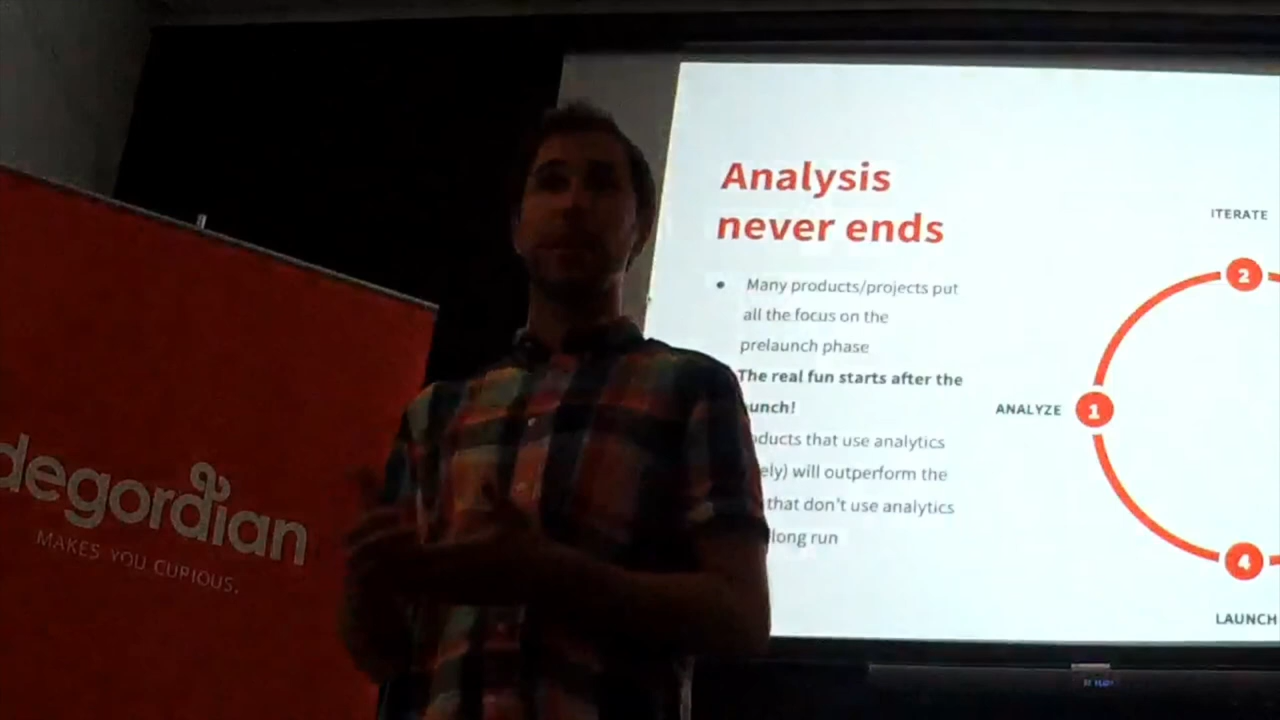 degordian
MAKES YOU CURIOUS.
Analysis
never ends
• Many products/projects put
all the focus on the
prelaunch phase
The real fun starts after the
unch!
oducts that use analytics
ely) will outperform the
that don't use analytics
long run
ITERATE
2
ANALYZE
1
4
LAUNCH